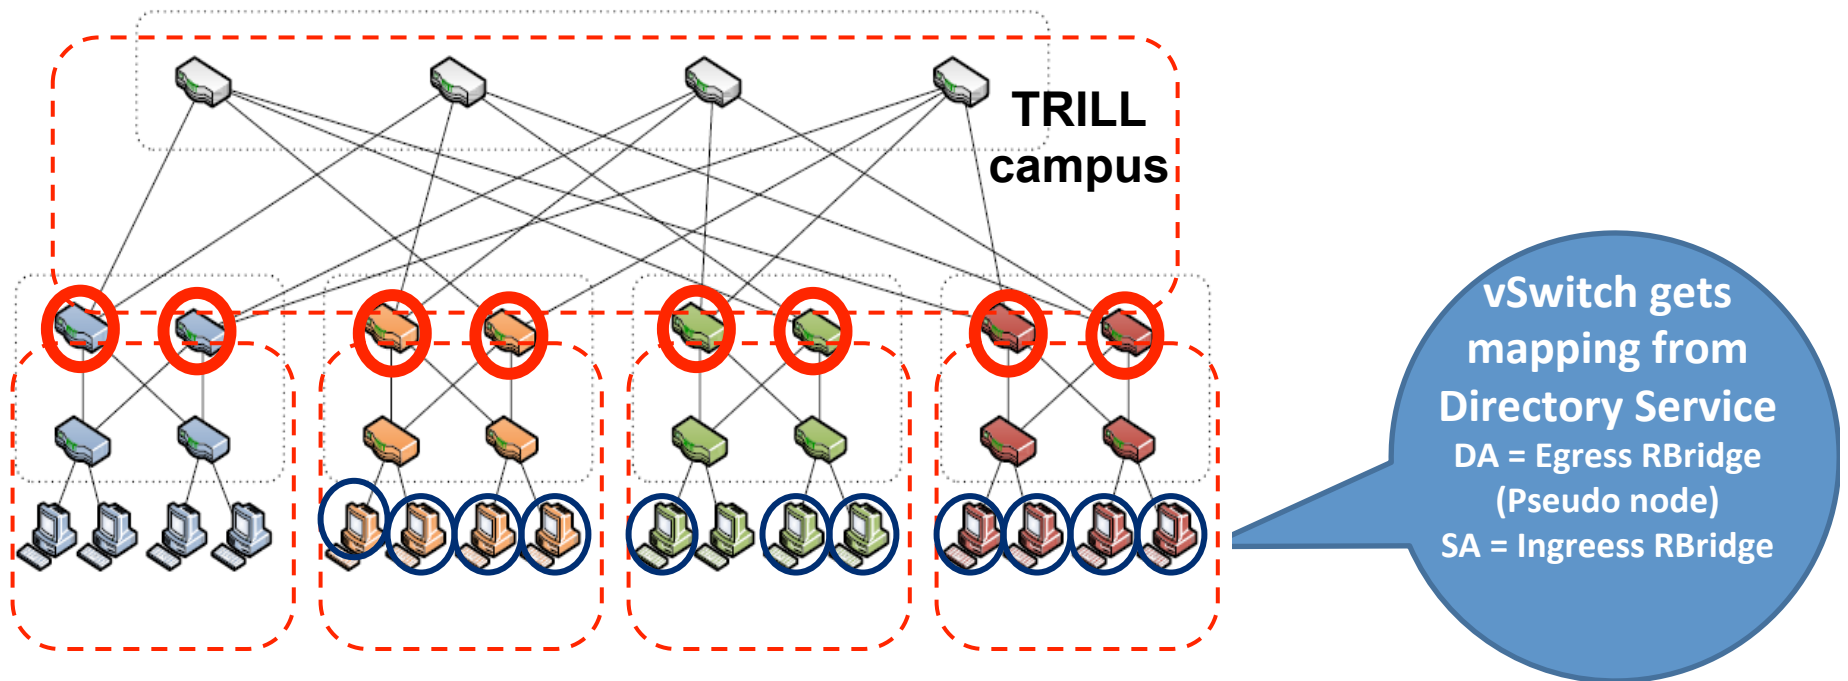 TRILL
campus
vSwitch gets
mapping from
Directory Service
DA = Egress RBridge
(Pseudo node)
SA = Ingreess RBridge